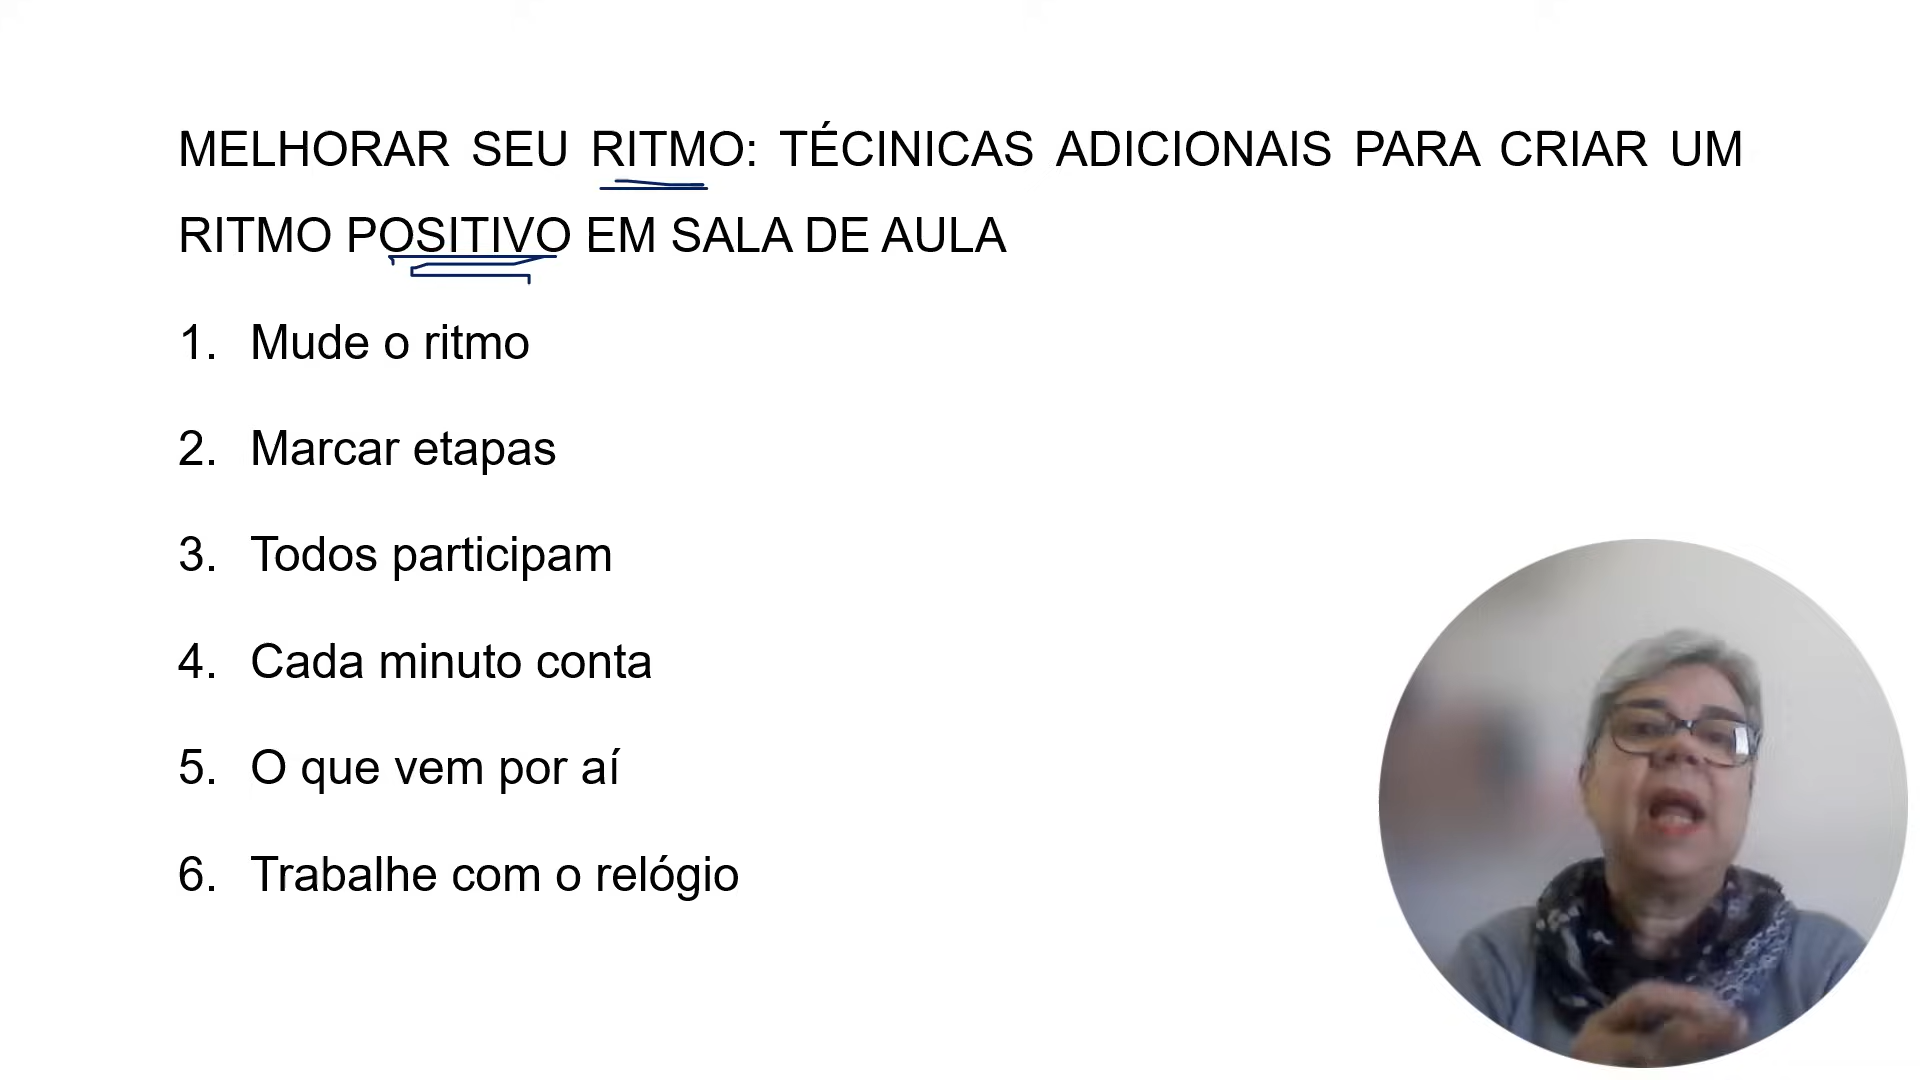 MELHORAR SEU RITMO: TÉCINICAS ADICIONAIS PARA CRIAR UM
RITMO POSITIVO EM SALA DE AULA
1. Mude o ritmo
2. Marcar etapas
3. Todos participam
4. Cada minuto conta
5. O que vem por aí
6. Trabalhe com o relógio